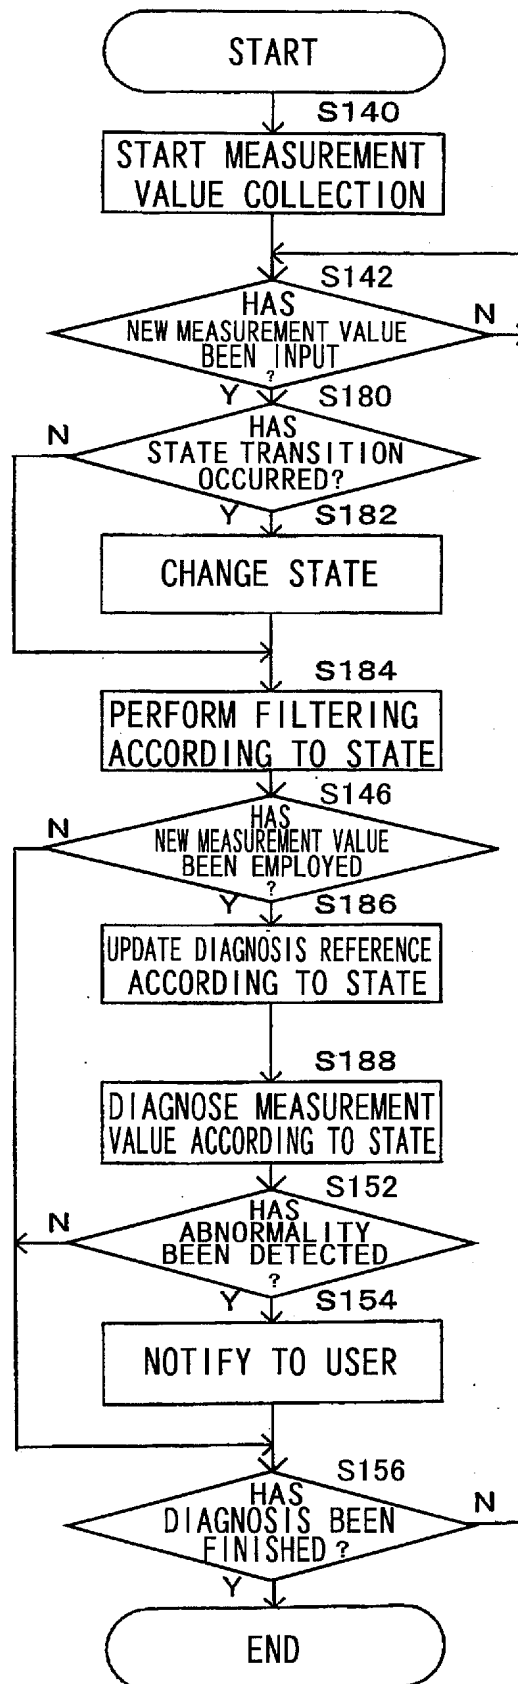 START
S140
START MEASUREMENT
VALUE COLLECTION
S142
HAS
NEW MEASUREMENT VALUE
BEEN INPUT
?
N
Y
S180
HAS
STATE TRANSITION
OCCURRED?
N
Y
S182
CHANGE STATE
S184
PERFORM FILTERING
ACCORDING TO STATE
S146
HAS
NEW MEASUREMENT VALUE
BEEN EMPLOYED
?
N
Y
S186
UPDATE DIAGNOSIS REFERENCE
ACCORDING TO STATE
S188
DIAGNOSE MEASUREMENT
VALUE ACCORDING TO STATE
S152
HAS
ABNORMALITY
BEEN DETECTED
?
N
Y
S154
NOTIFY TO USER
S156
HAS
DIAGNOSIS BEEN
FINISHED?
N
Y
END